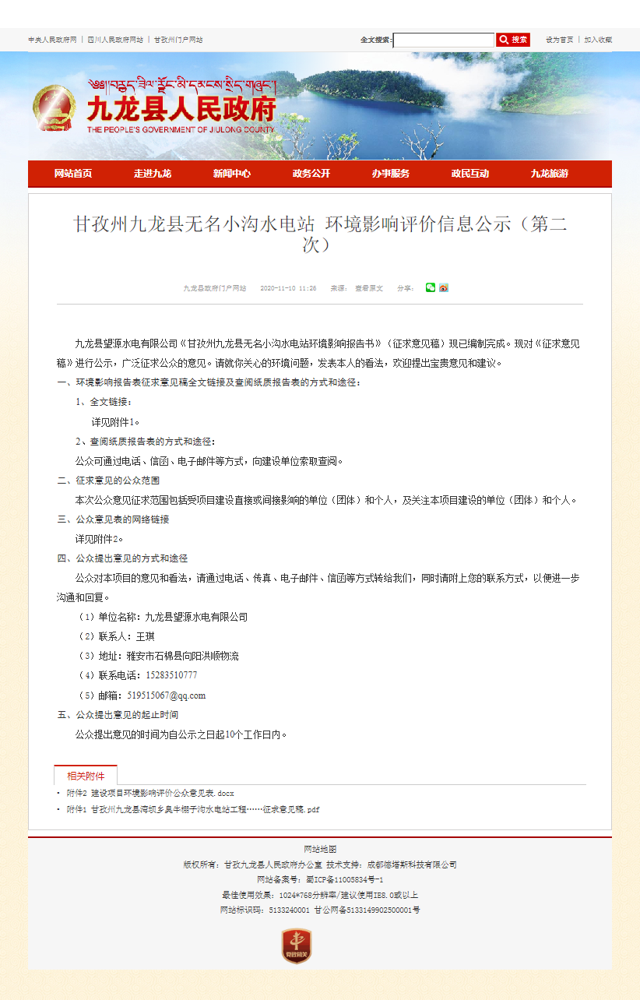 中央人民政府网 | 四川人民政府网站 | 甘孜州门户网站 全文搜索: 搜索 设为首页 | 加入收藏
九龙县人民政府
THE PEOPLE'S GOVERNMENT OF JIULONG COUNTY
网站首页 走进九龙 新闻中心 政务公开 办事服务 政民互动 九龙旅游
甘孜州九龙县无名小沟水电站 环境影响评价信息公示（第二
次）
九龙县政府门户网站 2020-11-10 11:26 来源： 查看原文 分享：
九龙县望源水电有限公司《甘孜州九龙县无名小沟水电站环境影响报告书》（征求意见稿）现已编制完成。现对《征求意见
稿》进行公示，广泛征求公众的意见。请就你关心的环境问题，发表本人的看法，欢迎提出宝贵意见和建议。
一、环境影响报告表征求意见稿全文链接及查阅纸质报告表的方式和途径：
1、全文链接：
详见附件1。
2、查阅纸质报告表的方式和途径：
公众可通过电话、信函、电子邮件等方式，向建设单位索取查阅。
二、征求意见的公众范围
本次公众意见征求范围包括受项目建设直接或间接影响的单位（团体）和个人，及关注本项目建设的单位（团体）和个人。
三、公众意见表的网络链接
详见附件2。
四、公众提出意见的方式和途径
公众对本项目的意见和看法，请通过电话、传真、电子邮件、信函等方式转给我们，同时请附上您的联系方式，以便进一步
沟通和回复。
（1）单位名称：九龙县望源水电有限公司
（2）联系人：王琪
（3）地址：雅安市石棉县向阳洪顺物流
（4）联系电话：15283510777
（5）邮箱：519515067@qq.com
五、公众提出意见的起止时间
公众提出意见的时间为自公示之日起10个工作日内。
相关附件
· 附件2 建设项目环境影响评价公众意见表.docx
· 附件1 甘孜州九龙县湾坝乡臭牛棚子沟水电站工程……征求意见稿.pdf
网站地图
版权所有：甘孜九龙县人民政府办公室 技术支持：成都德塔斯科技有限公司
网站备案号：蜀ICP备11005834号-1
最佳使用效果：1024*768分辨率/建议使用IE8.0或以上
网站标识码：5133240001 甘公网备5133149902500001号
党政机关